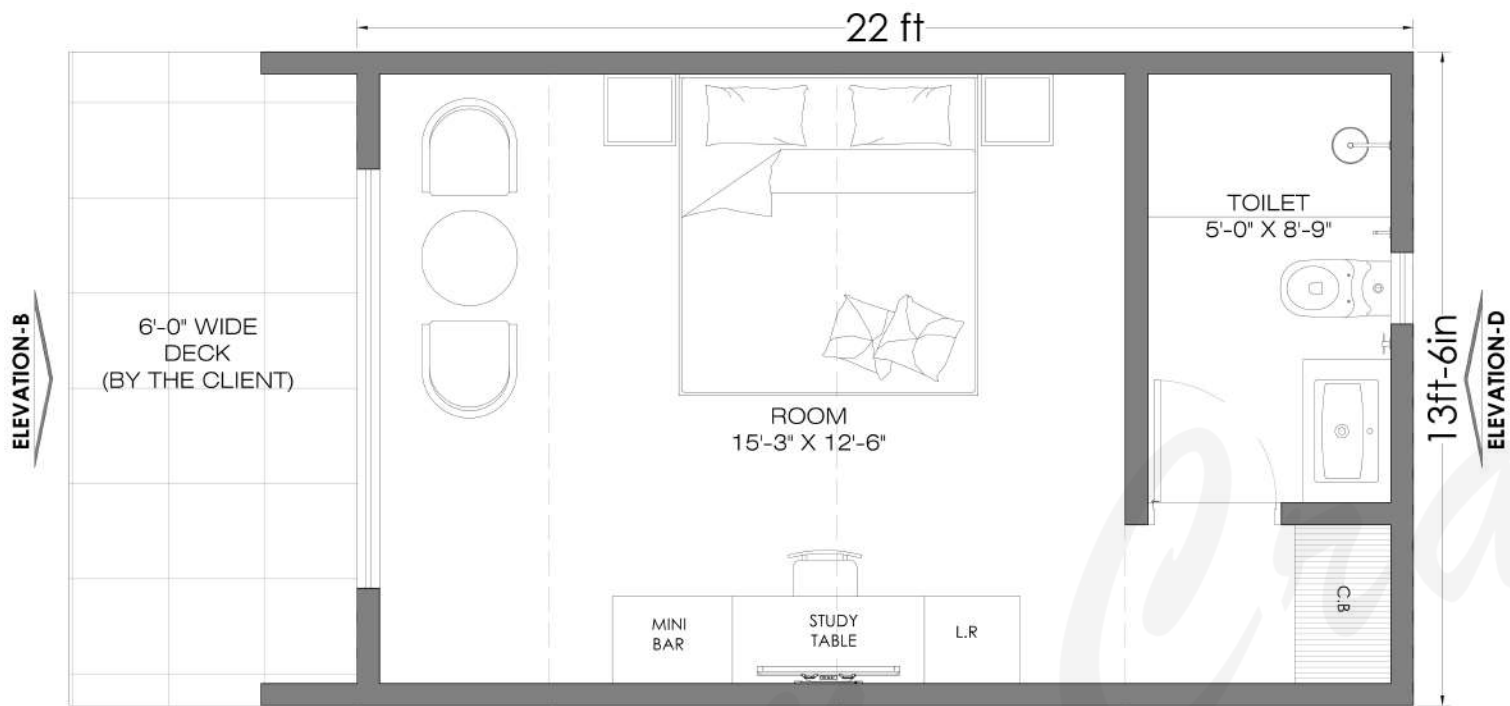 22 ft
TOILET
5'-0" X 8'-9"
ELEVATION-B
6'-0" WIDE
DECK
(BY THE CLIENT)
13ft-6in
ELEVATION-D
ROOM
15'-3" X 12'-6"
MINI
BAR
STUDY
TABLE
L.R
C.B